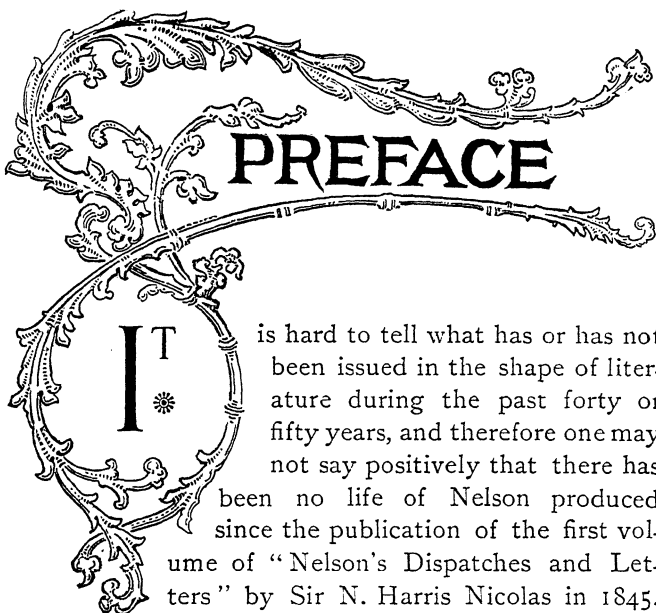 PREFACE
IT is hard to tell what has or has not
been issued in the shape of liter-
ature during the past forty or
fifty years, and therefore one may
not say positively that there has
been no life of Nelson produced
since the publication of the first vol-
ume of “ Nelson’s Dispatches and Let-
ters ” by Sir N. Harris Nicolas in 1845.